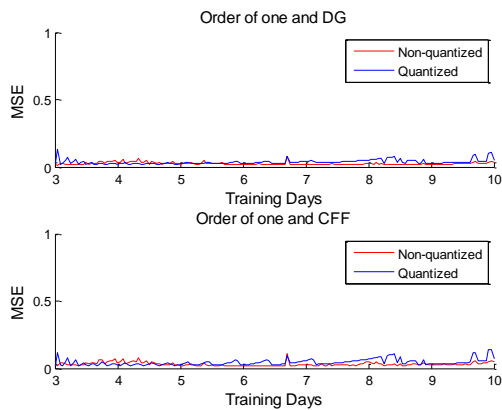 Order of one and DG
1
0.5
0
MSE
Non-quantized
Quantized
3 4 5 6 7 8 9 10
Training Days
Order of one and CFF
1
0.5
0
MSE
Non-quantized
Quantized
3 4 5 6 7 8 9 10
Training Days